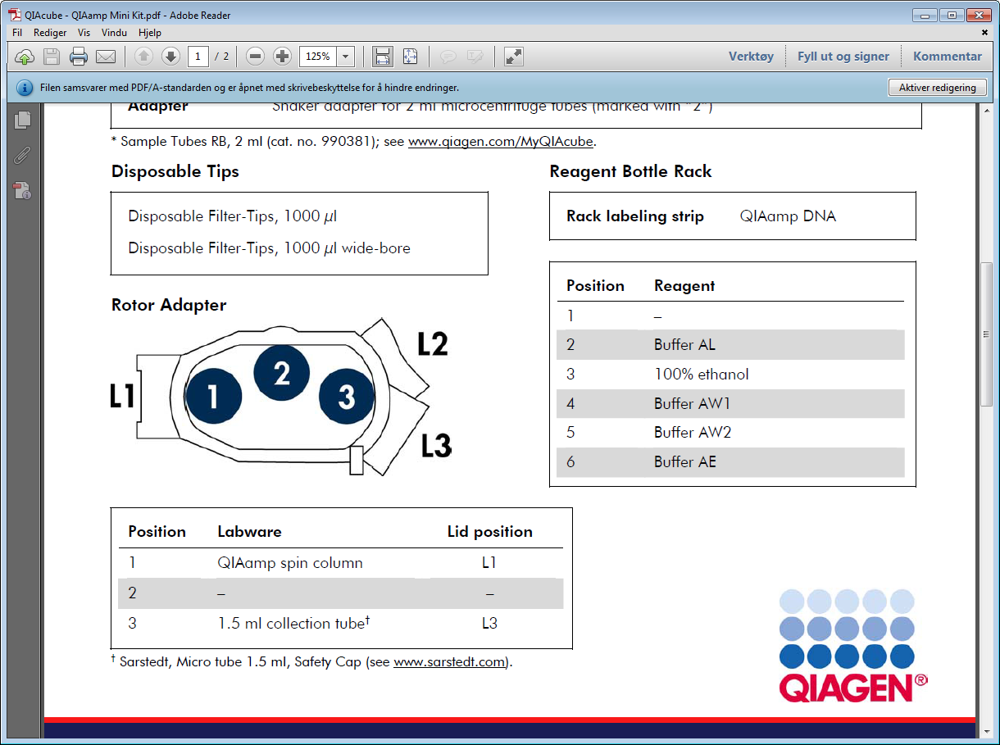 QIAcube - QIAamp Mini Kit.pdf - Adobe Reader
Fil Rediger Vis Vindu Hjelp
1 / 2 125% Verktøy Fyll ut og signer Kommentar
Filen samsvarer med PDF/A-standarden og er åpnet med skrivebeskyttelse for å hindre endringer. Aktiver redigering
Adapter Shaker adapter for 2 ml microcentrifuge tubes (marked with "2")
* Sample Tubes RB, 2 ml (cat. no. 990381); see www.qiagen.com/MyQIAcube.
Disposable Tips
Disposable Filter-Tips, 1000 µl
Disposable Filter-Tips, 1000 µl wide-bore
Reagent Bottle Rack
Rack labeling strip QIAamp DNA
Position Reagent
1 –
2 Buffer AL
3 100% ethanol
4 Buffer AW1
5 Buffer AW2
6 Buffer AE
Rotor Adapter
L1
1
2
3
L2
L3
Position Labware Lid position
1 QIAamp spin column L1
2 – –
3 1.5 ml collection tube† L3
† Sarstedt, Micro tube 1.5 ml, Safety Cap (see www.sarstedt.com).
QIAGEN®